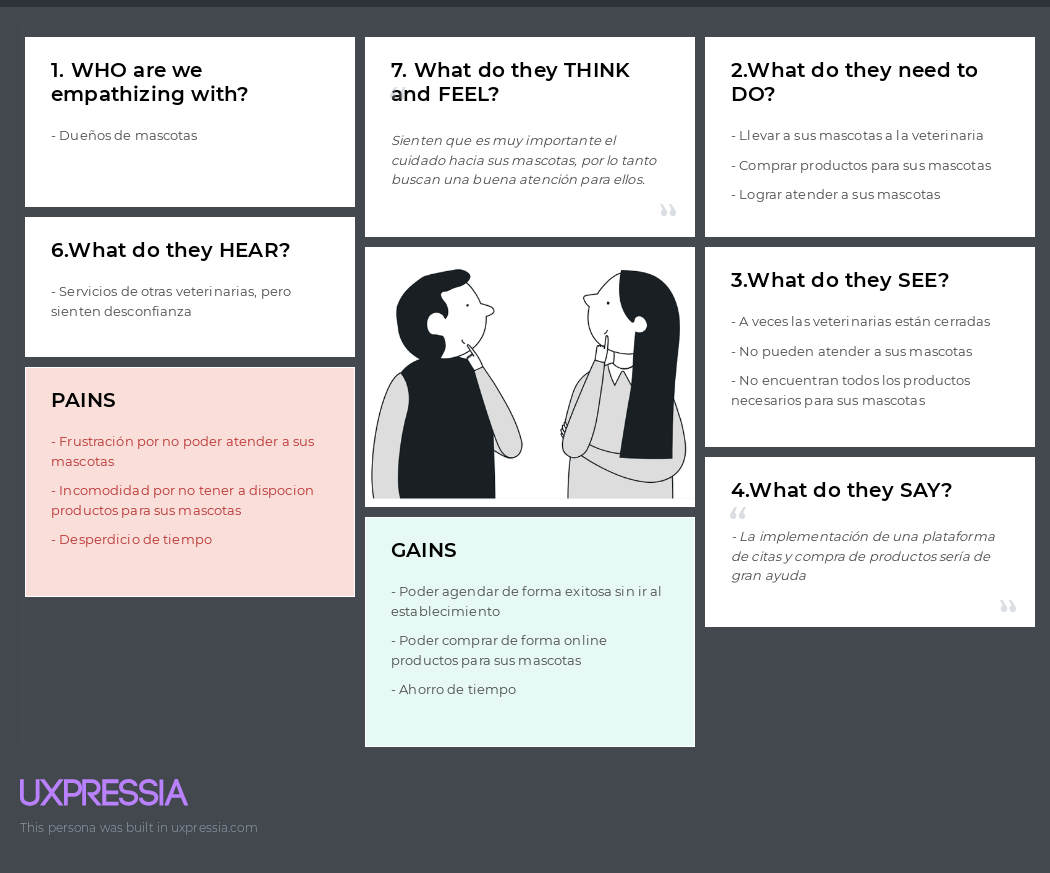 1. WHO are we
empathizing with?
- Dueños de mascotas
6.What do they HEAR?
- Servicios de otras veterinarias, pero
sienten desconfianza
PAINS
- Frustración por no poder atender a sus
mascotas
- Incomodidad por no tener a dispocion
productos para sus mascotas
- Desperdicio de tiempo
7. What do they THINK
and FEEL?
“
Sienten que es muy importante el
cuidado hacia sus mascotas, por lo tanto
buscan una buena atención para ellos.
”
GAINS
- Poder agendar de forma exitosa sin ir al
establecimiento
- Poder comprar de forma online
productos para sus mascotas
- Ahorro de tiempo
2.What do they need to
DO?
- Llevar a sus mascotas a la veterinaria
- Comprar productos para sus mascotas
- Lograr atender a sus mascotas
3.What do they SEE?
- A veces las veterinarias están cerradas
- No pueden atender a sus mascotas
- No encuentran todos los productos
necesarios para sus mascotas
4.What do they SAY?
“
- La implementación de una plataforma
de citas y compra de productos sería de
gran ayuda
”
UXPRESSIA
This persona was built in uxpressia.com